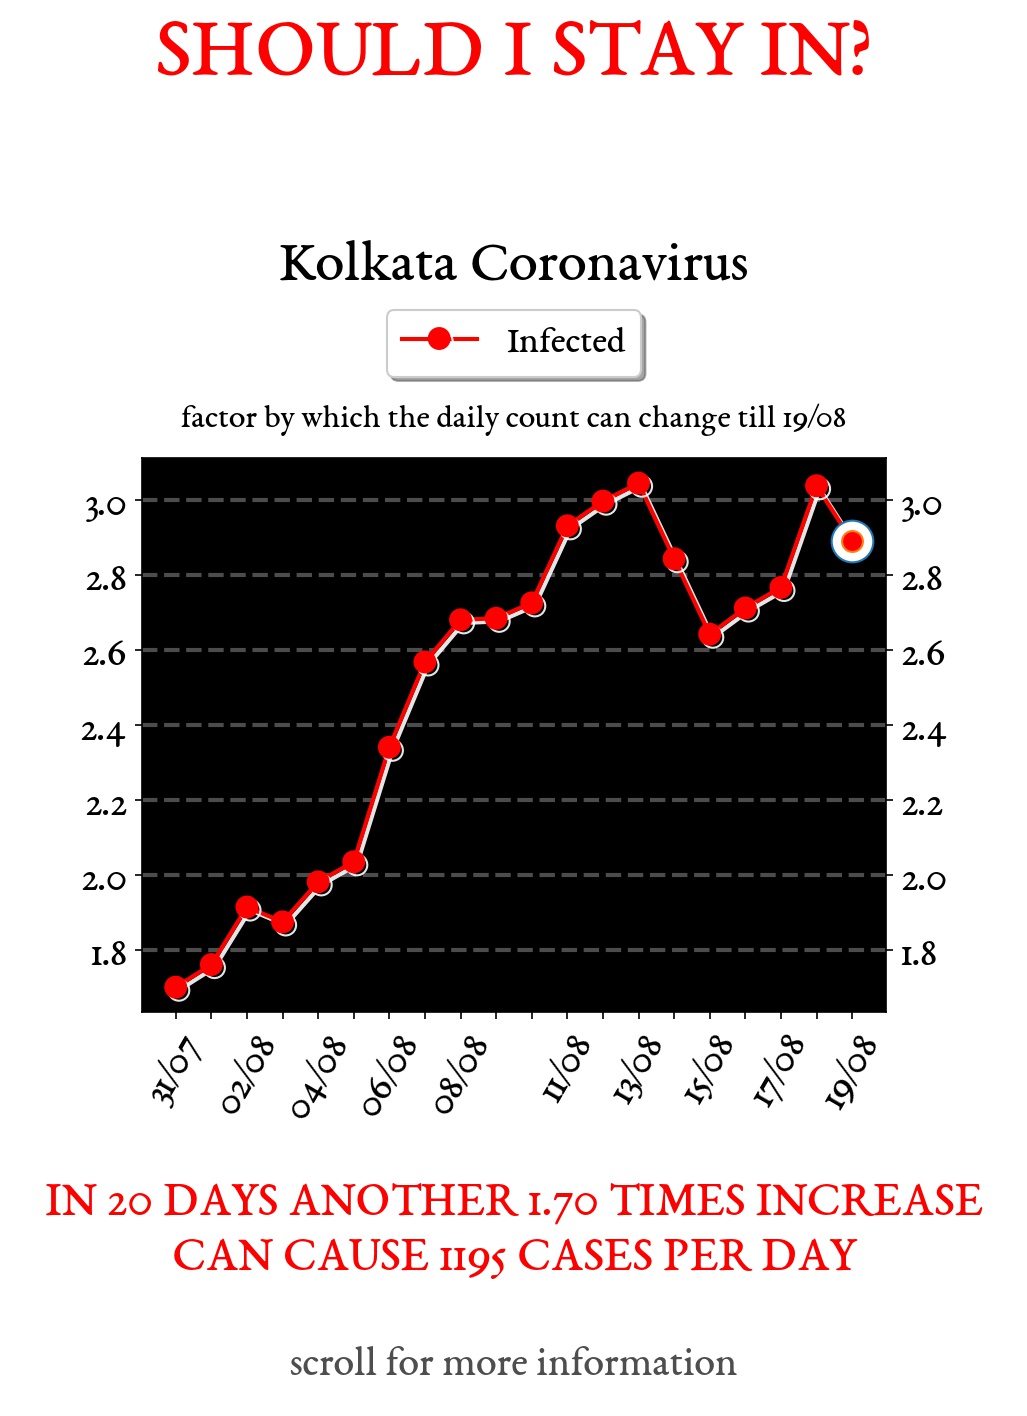 SHOULD I STAY IN?
Kolkata Coronavirus
Infected
factor by which the daily count can change till 19/08
3.0 3.0
2.8 2.8
2.6 2.6
2.4 2.4
2.2 2.2
2.0 2.0
1.8 1.8
31/07 02/08 04/08 06/08 08/08 11/08 13/08 15/08 17/08 19/08
IN 20 DAYS ANOTHER 1.70 TIMES INCREASE
CAN CAUSE 1195 CASES PER DAY
scroll for more information